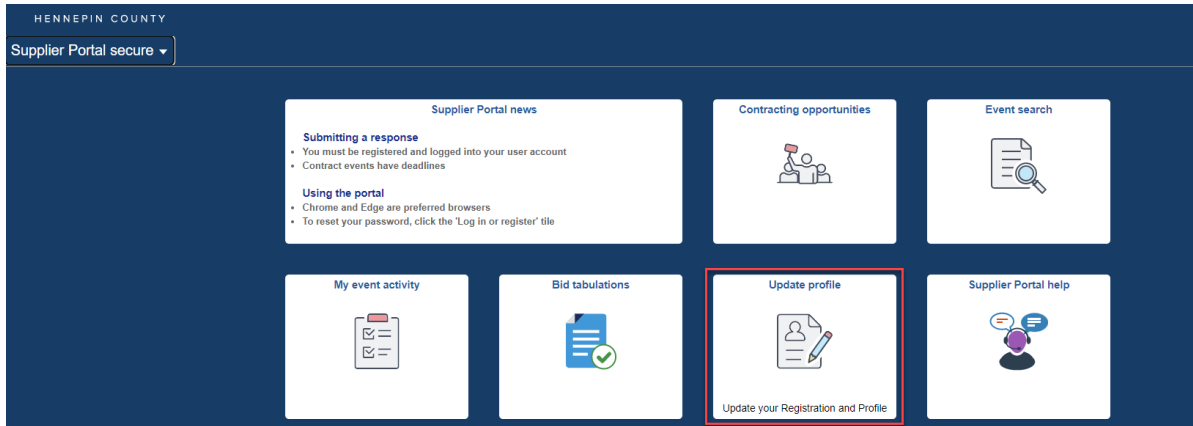 HENNEPIN COUNTY
Supplier Portal secure
Supplier Portal news
Submitting a response
• You must be registered and logged into your user account
• Contract events have deadlines
Using the portal
• Chrome and Edge are preferred browsers
• To reset your password, click the 'Log in or register' tile
Contracting opportunities
Event search
My event activity
Bid tabulations
Update profile
Update your Registration and Profile
Supplier Portal help